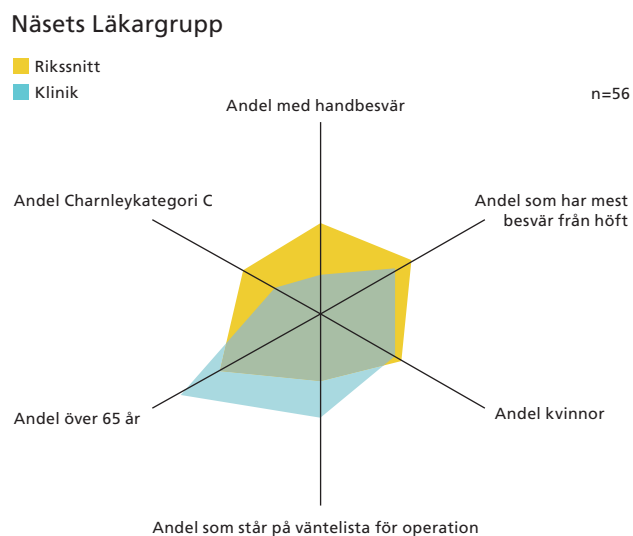 Näsets Läkargrupp
Rikssnitt
Klinik
n=56
Andel med handbesvär
Andel Charnleykategori C
Andel som har mest
besvär från höft
Andel över 65 år
Andel kvinnor
Andel som står på väntelista för operation